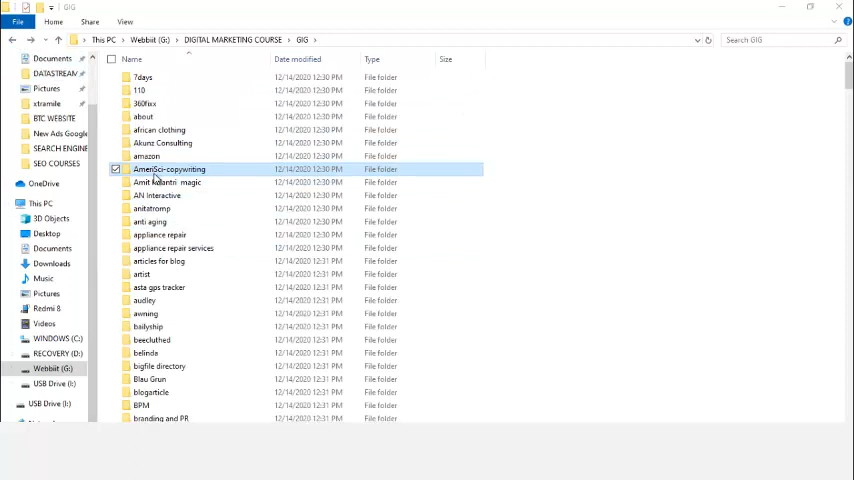 GIG
File Home Share View
This PC Webbiit (G:) DIGITAL MARKETING COURSE GIG Search GIG
Name Date modified Type Size
Documents
DATASTREAM
Pictures
xtramile
BTC WEBSITE
New Ads Google
SEARCH ENGINE
SEO COURSES
OneDrive
This PC
3D Objects
Desktop
Documents
Downloads
Music
Pictures
Redmi 8
Videos
WINDOWS (C:)
RECOVERY (D:)
Webbiit (G:)
USB Drive (I:)
USB Drive (I:)
7days 12/14/2020 12:30 PM File folder
110 12/14/2020 12:30 PM File folder
360fixx 12/14/2020 12:30 PM File folder
about 12/14/2020 12:30 PM File folder
african clothing 12/14/2020 12:30 PM File folder
Akunz Consulting 12/14/2020 12:30 PM File folder
amazon 12/14/2020 12:30 PM File folder
AmeriSci-copywriting 12/14/2020 12:30 PM File folder
Amit magic 12/14/2020 12:30 PM File folder
AN Interactive 12/14/2020 12:30 PM File folder
anitatromp 12/14/2020 12:30 PM File folder
anti aging 12/14/2020 12:30 PM File folder
appliance repair 12/14/2020 12:30 PM File folder
appliance repair services 12/14/2020 12:30 PM File folder
articles for blog 12/14/2020 12:31 PM File folder
artist 12/14/2020 12:31 PM File folder
asta gps tracker 12/14/2020 12:31 PM File folder
audley 12/14/2020 12:31 PM File folder
awning 12/14/2020 12:31 PM File folder
bailyship 12/14/2020 12:31 PM File folder
beecluthed 12/14/2020 12:31 PM File folder
belinda 12/14/2020 12:31 PM File folder
bigfile directory 12/14/2020 12:31 PM File folder
Blau Grun 12/14/2020 12:31 PM File folder
blogarticle 12/14/2020 12:31 PM File folder
BPM 12/14/2020 12:31 PM File folder
branding and PR 12/14/2020 12:31 PM File folder